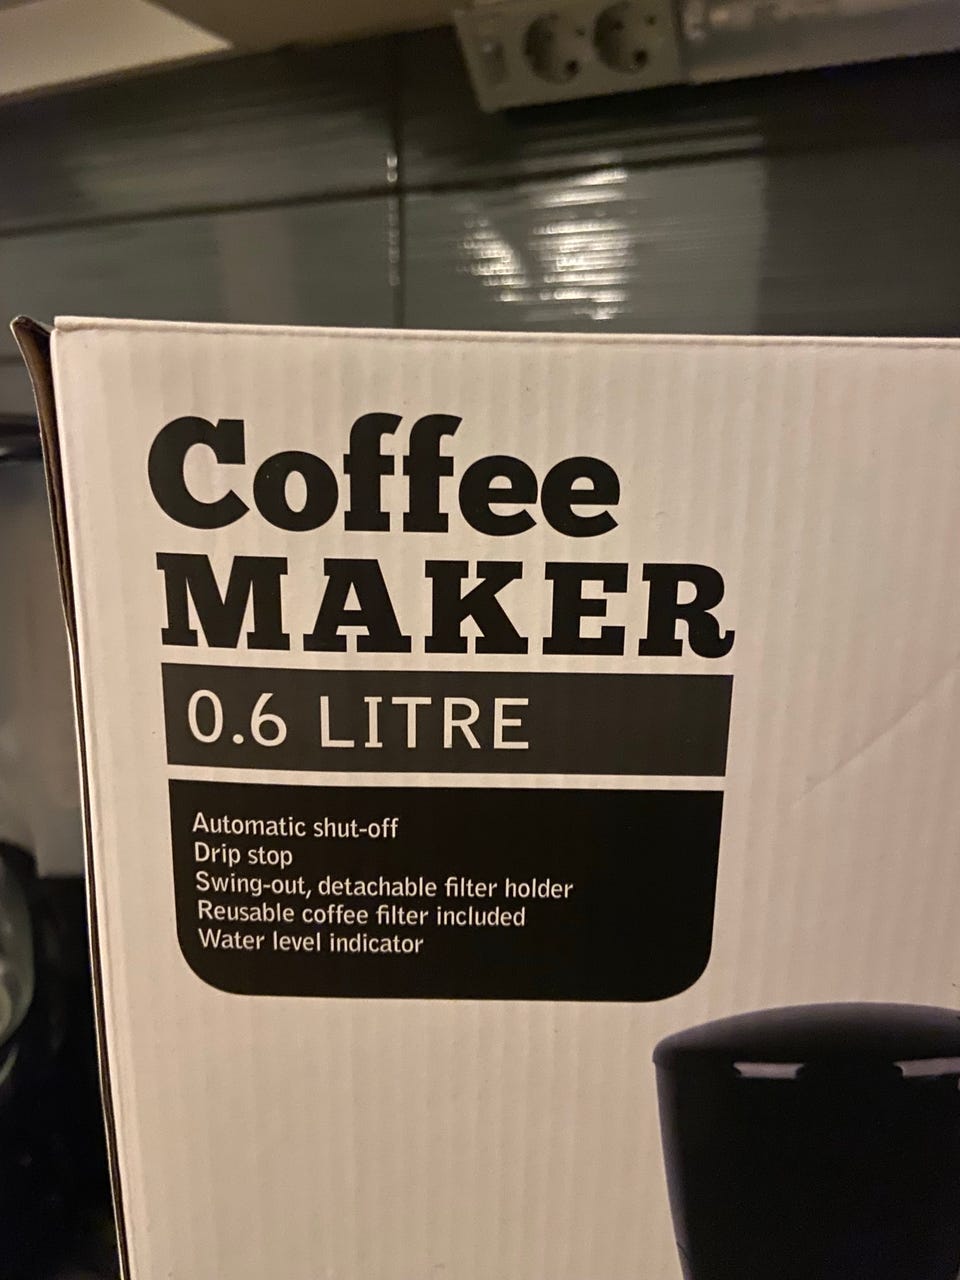 Coffee
MAKER
0.6 LITRE
Automatic shut-off
Drip stop
Swing-out, detachable filter holder
Reusable coffee filter included
Water level indicator